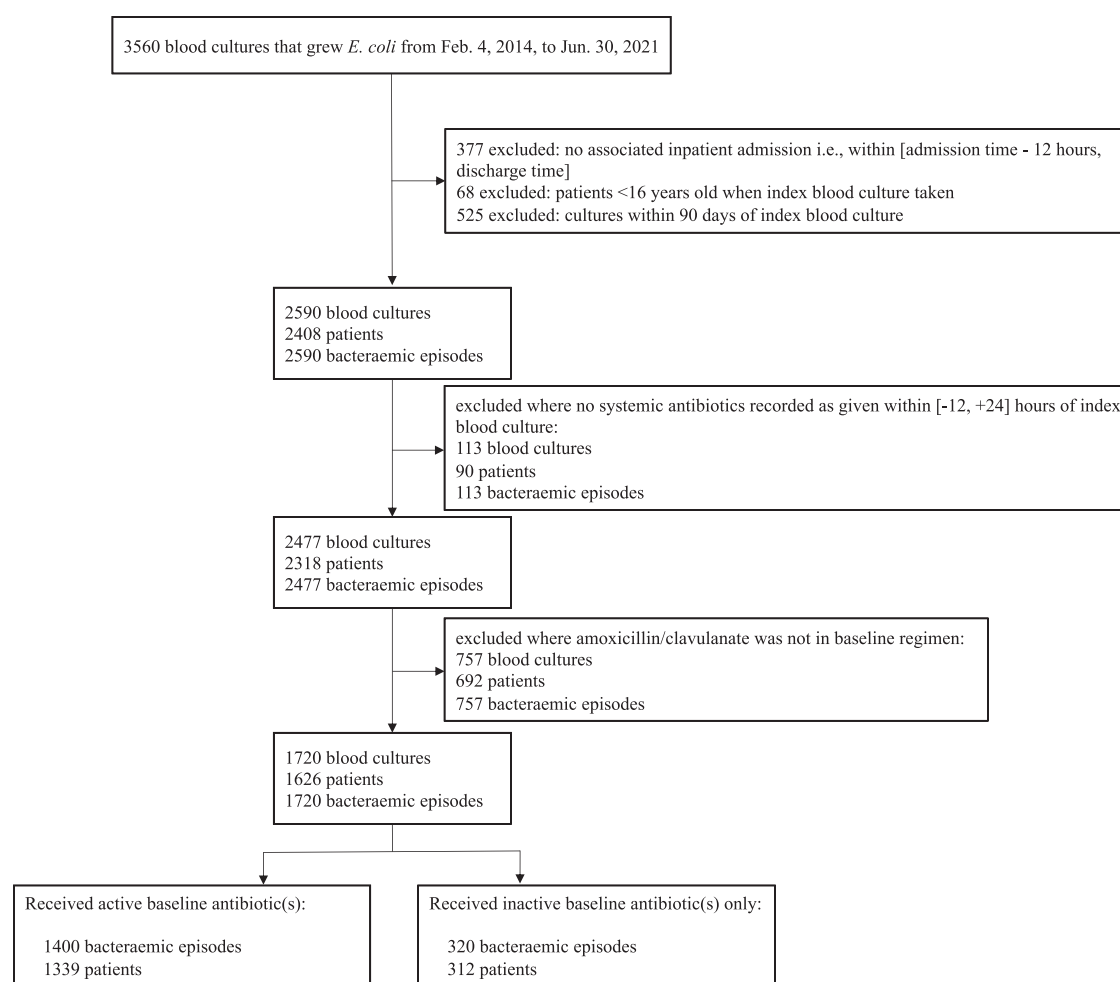 3560 blood cultures that grew E. coli from Feb. 4, 2014, to Jun. 30, 2021
377 excluded: no associated inpatient admission i.e., within [admission time - 12 hours,
discharge time]
68 excluded: patients <16 years old when index blood culture taken
525 excluded: cultures within 90 days of index blood culture
2590 blood cultures
2408 patients
2590 bacteraemic episodes
excluded where no systemic antibiotics recorded as given within [-12, +24] hours of index
blood culture:
113 blood cultures
90 patients
113 bacteraemic episodes
2477 blood cultures
2318 patients
2477 bacteraemic episodes
excluded where amoxicillin/clavulanate was not in baseline regimen:
757 blood cultures
692 patients
757 bacteraemic episodes
1720 blood cultures
1626 patients
1720 bacteraemic episodes
Received active baseline antibiotic(s):
1400 bacteraemic episodes
1339 patients
Received inactive baseline antibiotic(s) only:
320 bacteraemic episodes
312 patients